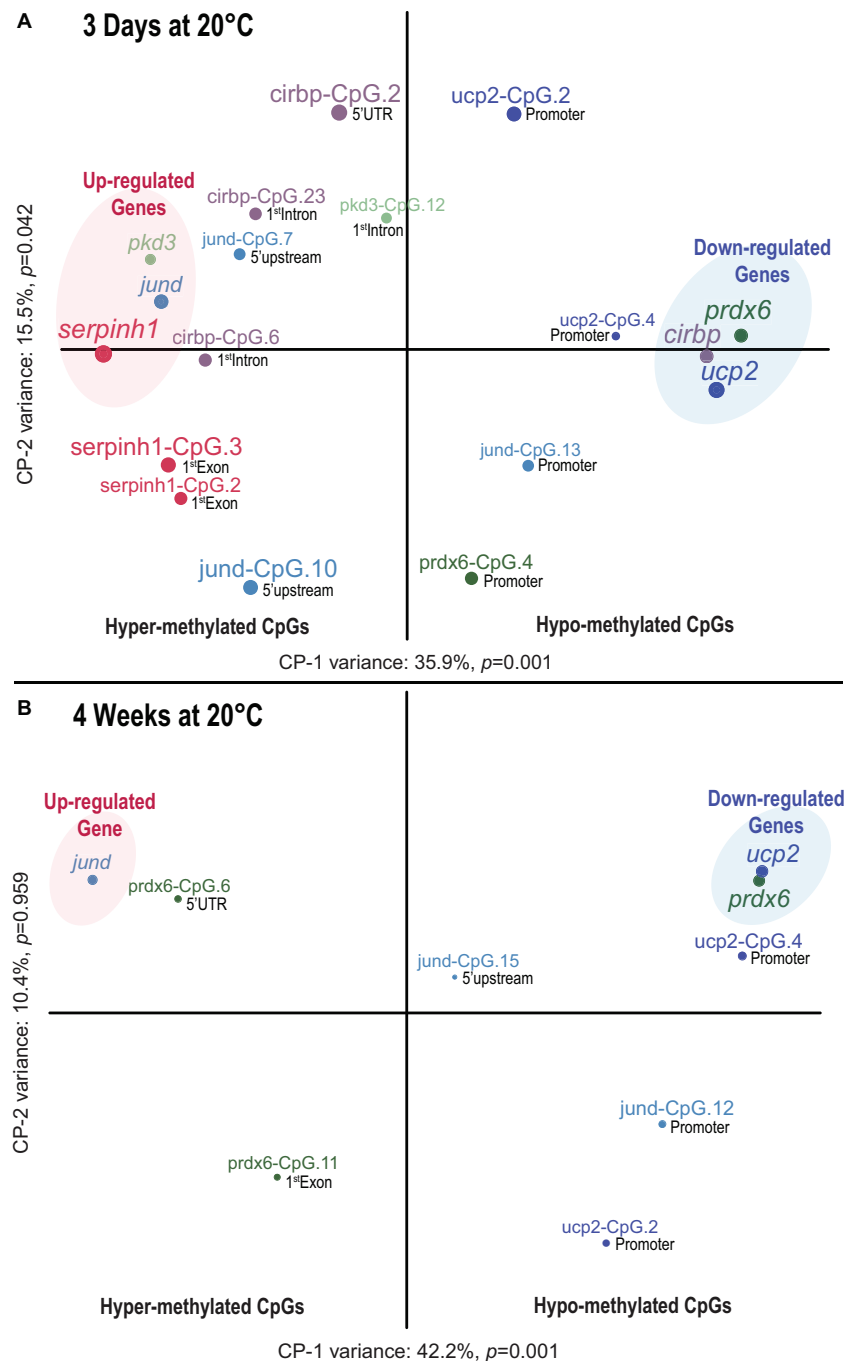 A
3 Days at 20°C
cirbp-CpG.2
5'UTR
ucp2-CpG.2
Promoter
Up-regulated
Genes
cirbp-CpG.23
1stIntron
pkd3-CpG.12
1stIntron
pkd3
jund-CpG.7
5'upstream
jund
Down-regulated
Genes
prdx6
serpinh1
cirbp-CpG.6
1stIntron
ucp2-CpG.4
Promoter
cirbp
ucp2
serpinh1-CpG.3
1stExon
serpinh1-CpG.2
1stExon
jund-CpG.13
Promoter
jund-CpG.10
5'upstream
prdx6-CpG.4
Promoter
Hyper-methylated CpGs
Hypo-methylated CpGs
CP-2 variance: 15.5%, p=0.042
CP-1 variance: 35.9%, p=0.001
B
4 Weeks at 20°C
Up-regulated
Gene
jund
prdx6-CpG.6
5'UTR
Down-regulated
Genes
ucp2
prdx6
ucp2-CpG.4
Promoter
jund-CpG.15
5'upstream
jund-CpG.12
Promoter
prdx6-CpG.11
1stExon
ucp2-CpG.2
Promoter
Hyper-methylated CpGs
Hypo-methylated CpGs
CP-2 variance: 10.4%, p=0.959
CP-1 variance: 42.2%, p=0.001